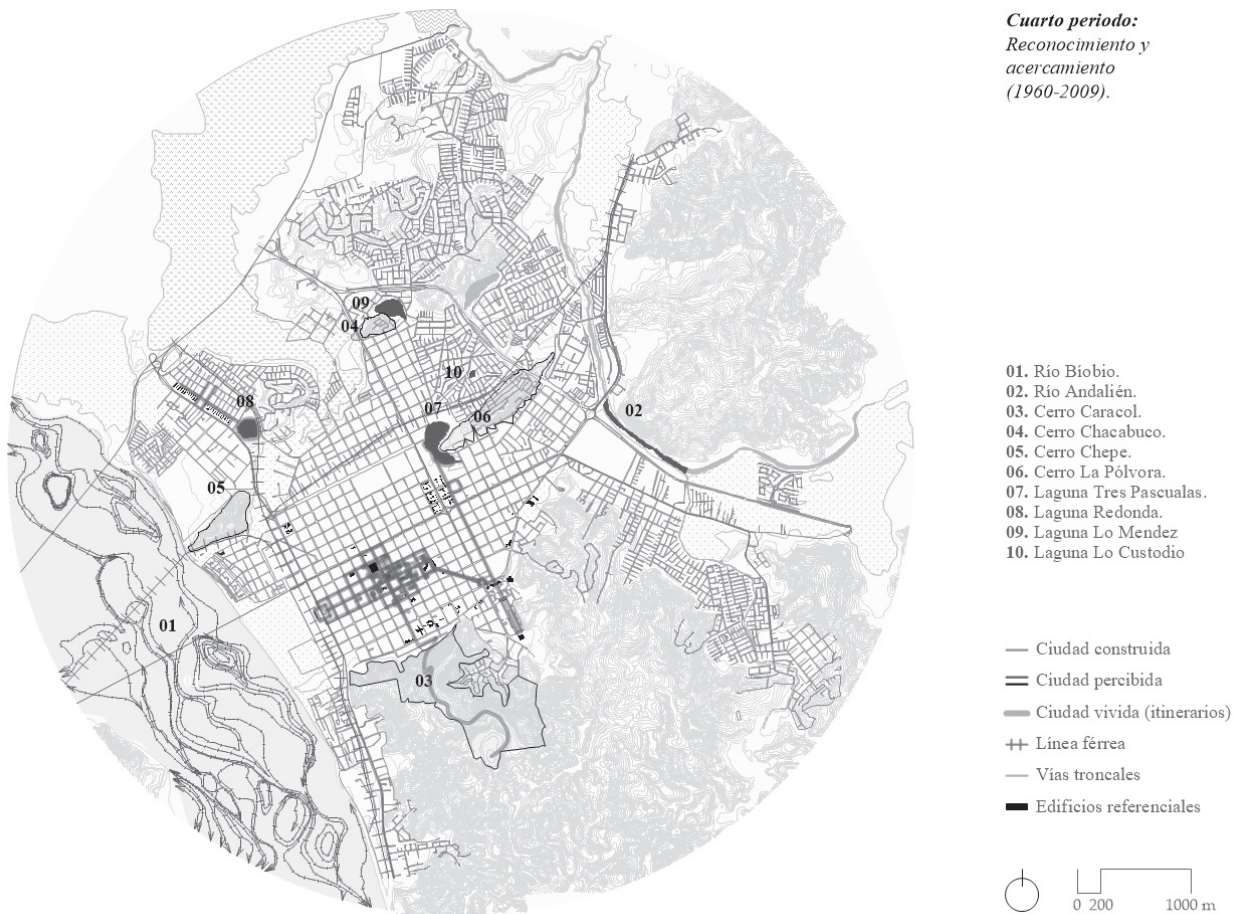 Cuarto periodo:
Reconocimiento y
acercamiento
(1960-2009).
09
04
10
08
07
06
02
05
01
03
01. Río Bíobio.
02. Río Andalién.
03. Cerro Caracol.
04. Cerro Chacabuco.
05. Cerro Chepe.
06. Cerro La Pólvora.
07. Laguna Tres Pascualas.
08. Laguna Redonda.
09. Laguna Lo Mendez
10. Laguna Lo Custodio
Ciudad construida
Ciudad percibida
Ciudad vivida (itinerarios)
Línea férrea
Vías troncales
Edificios referenciales
0 200 1000 m